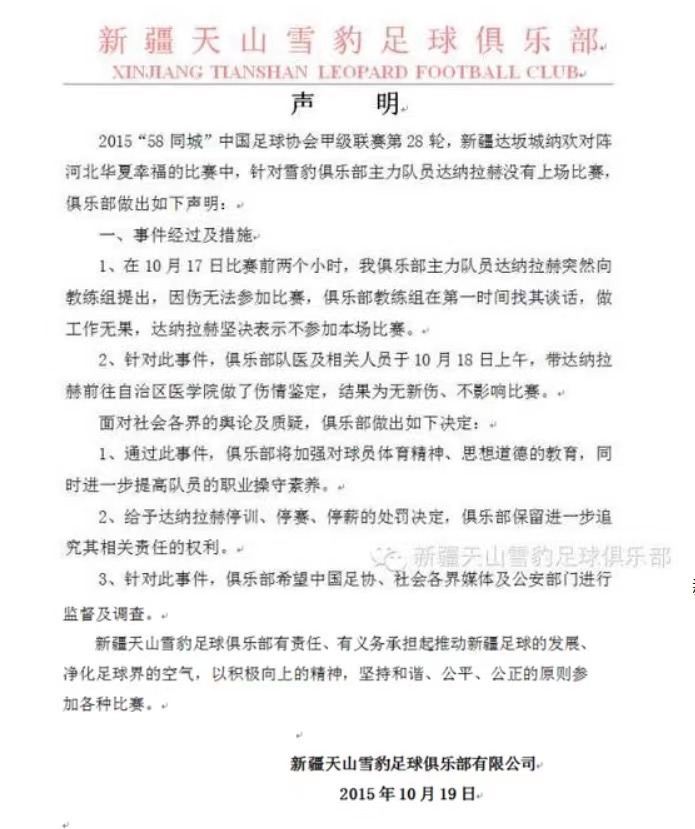 新疆天山雪豹足球俱乐部
XINJIANG TIANSHAN LEOPARD FOOTBALL CLUB
声 明
2015“58 同城”中国足球协会甲级联赛第 28 轮，新疆达坂城纳欢对阵
河北华夏幸福的比赛中，针对雪豹俱乐部主力队员达纳拉赫没有上场比赛，
俱乐部做出如下声明：
一、事件经过及措施
1、在 10 月 17 日比赛前两个小时，我俱乐部主力队员达纳拉赫突然向
教练组提出，因伤无法参加比赛，俱乐部教练组在第一时间找其谈话，做
工作无果，达纳拉赫坚决表示不参加本场比赛。
2、针对此事件，俱乐部队医及相关人员于 10 月 18 日上午，带达纳拉
赫前往自治区医学院做了伤情鉴定，结果为无新伤、不影响比赛。
面对社会各界的舆论及质疑，俱乐部做出如下决定：
1、通过此事件，俱乐部将加强对球员体育精神、思想道德的教育，同
时进一步提高队员的职业操守素养。
2、给予达纳拉赫停训、停赛、停薪的处罚决定，俱乐部保留进一步追
究其相关责任的权利。
新疆天山雪豹足球俱乐部
3、针对此事件，俱乐部希望中国足协、社会各界媒体及公安部门进行
监督及调查。
新疆天山雪豹足球俱乐部有责任、有义务承担起推动新疆足球的发展、
净化足球界的空气，以积极向上的精神，坚持和谐、公平、公正的原则参
加各种比赛。
新疆天山雪豹足球俱乐部有限公司
2015 年 10 月 19 日